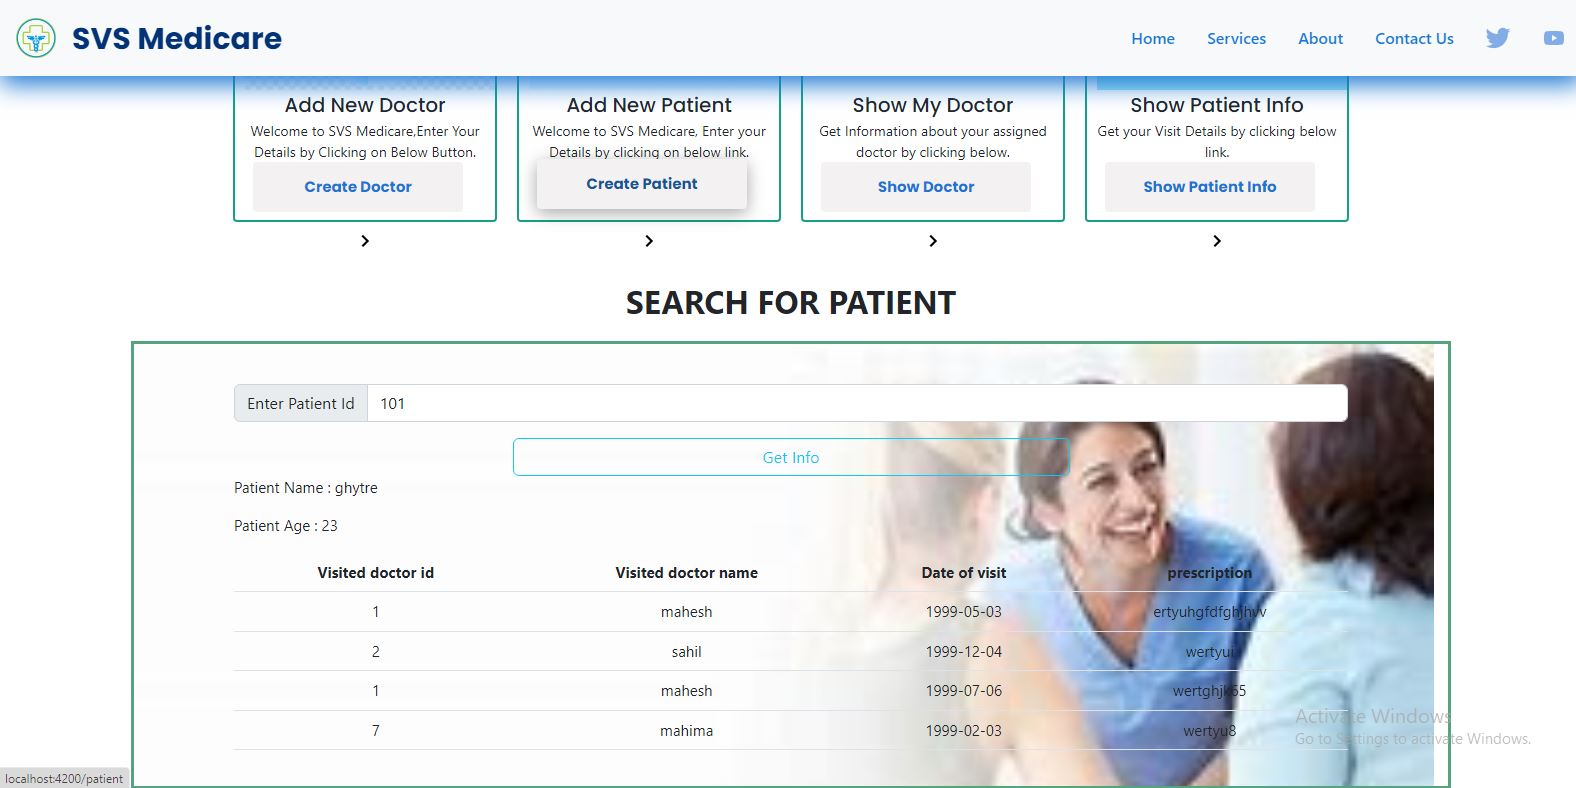 SVS Medicare
Home Services About Contact Us
Add New Doctor
Welcome to SVS Medicare,Enter Your
Details by Clicking on Below Button.
Create Doctor
Add New Patient
Welcome to SVS Medicare, Enter your
Details by clicking on below link.
Create Patient
Show My Doctor
Get Information about your assigned
doctor by clicking below.
Show Doctor
Show Patient Info
Get your Visit Details by clicking below
link.
Show Patient Info
SEARCH FOR PATIENT
Enter Patient Id 101
Get Info
Patient Name : ghytre
Patient Age : 23
Visited doctor id Visited doctor name Date of visit prescription
1 mahesh 1999-05-03
2 sahil 1999-12-04
1 mahesh 1999-07-06 wertghjk65
7 mahima 1999-02-03 wertyu8
Activate Windows
Go to Settings to activate Windows.
localhost:4200/patient